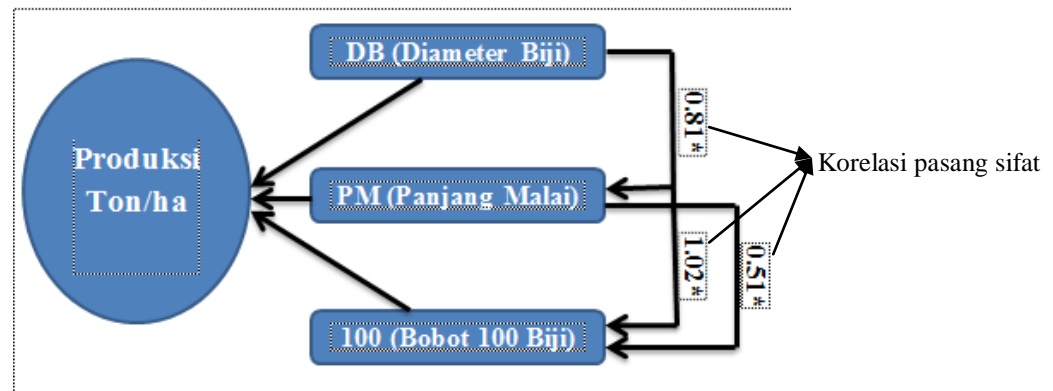 DB (Diameter Biji)
0.81*
Produksi
Ton/ha
PM (Panjang Malai)
Korelasi pasang sifat
1.02*
0.51*
100 (Bobot 100 Biji)